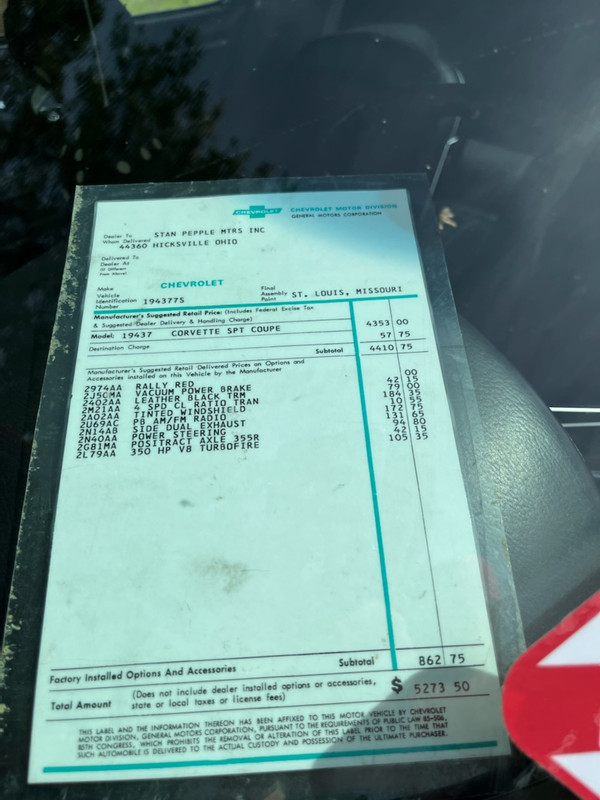 CHEVROLET CHEVROLET MOTOR DIVISION
GENERAL MOTORS CORPORATION
Dealer To STAN PEPPLE MTRS INC
Whom Delivered
44360 HICKSVILLE OHIO
Delivered To
Dealer At
(If Different
from Above)
Make CHEVROLET
Vehicle
Identification 1943775
Number
Final
Assembly ST. LOUIS, MISSOURI
Point
Manufacturer's Suggested Retail Price: (Includes Federal Excise Tax
& Suggested Dealer Delivery & Handling Charge)
Model: 19437 CORVETTE SPT COUPE 4353 00
Destination Charge 57 75
Subtotal 4410 75
Manufacturer's Suggested Retail Delivered Prices on Options and
Accessories installed on this Vehicle by the Manufacturer
2974AA RALLY RED 00
2J50MA VACUUM POWER BRAKE 42 15
2402AA LEATHER BLACK TRM 79 00
2M21AA 4 SPD CL RATIO TRAN 184 35
2A02AA TINTED WINDSHIELD 10 55
2U69AC PB AM/FM RADIO 172 75
2N14AB SIDE DUAL EXHAUST 131 65
2N40AA POWER STEERING 94 80
2G81MA POSITRACT AXLE 355R 42 15
2L79AA 350 HP V8 TURBOFIRE 105 35
Factory Installed Options And Accessories Subtotal 862 75
Total Amount (Does not include dealer installed options or accessories, state or local taxes or license fees) $ 5273 50
THIS LABEL AND THE INFORMATION THEREON HAS BEEN AFFIXED TO THIS MOTOR VEHICLE BY CHEVROLET
MOTOR DIVISION, GENERAL MOTORS CORPORATION, PURSUANT TO THE REQUIREMENTS OF PUBLIC LAW 85-506,
85TH CONGRESS, WHICH PROHIBITS THE REMOVAL OR ALTERATION OF THIS LABEL PRIOR TO THE TIME THAT
SUCH AUTOMOBILE IS DELIVERED TO THE ACTUAL CUSTODY AND POSSESSION OF THE ULTIMATE PURCHASER.